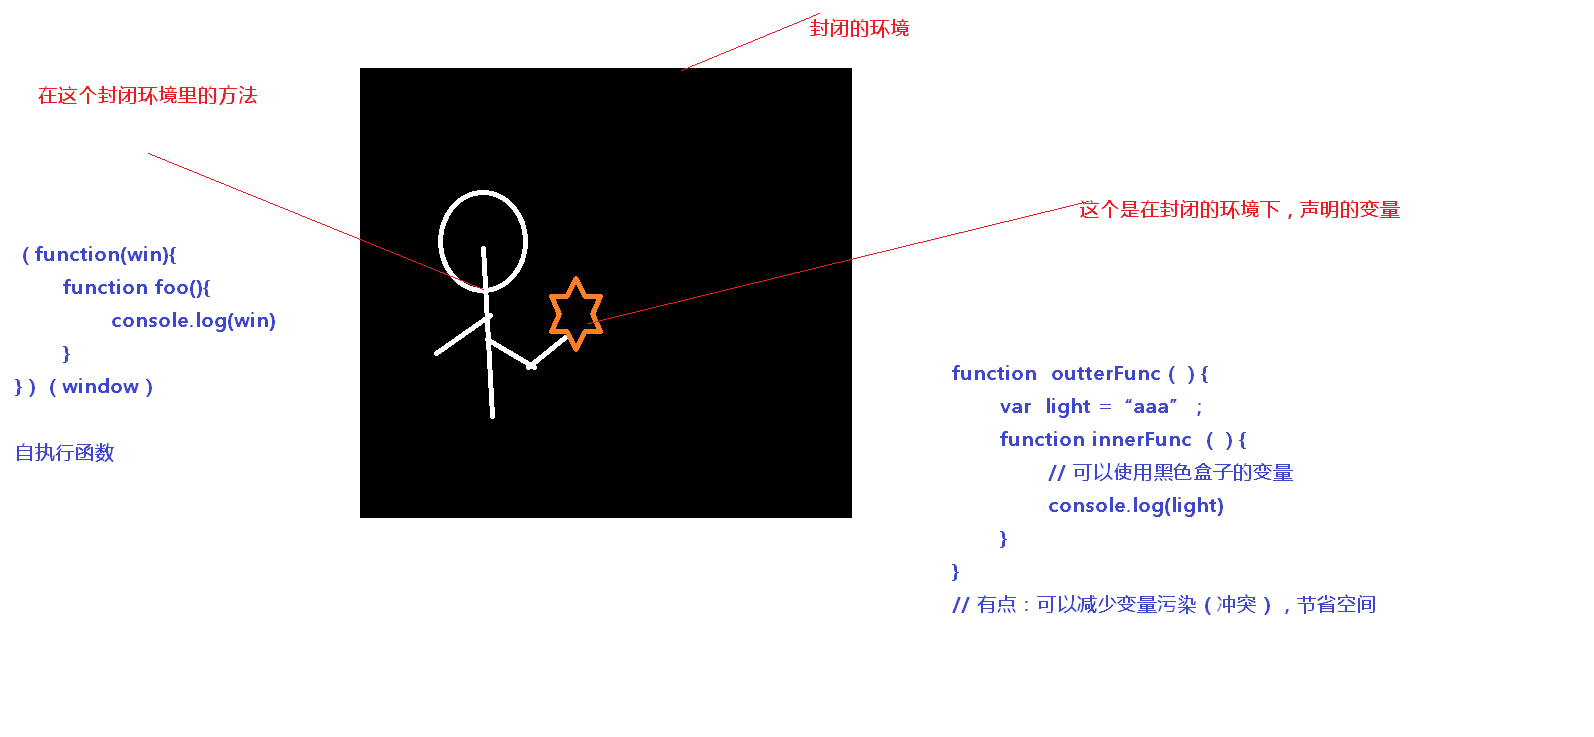 封闭的环境
在这个封闭环境里的方法
这个是在封闭的环境下，声明的变量
（function(win){
function foo(){
console.log(win)
}
}）（window）
自执行函数
function outterFunc（ ）{
var light = “aaa” ；
function innerFunc （ ）{
// 可以使用黑色盒子的变量
console.log(light)
}
}
// 有点：可以减少变量污染（冲突），节省空间